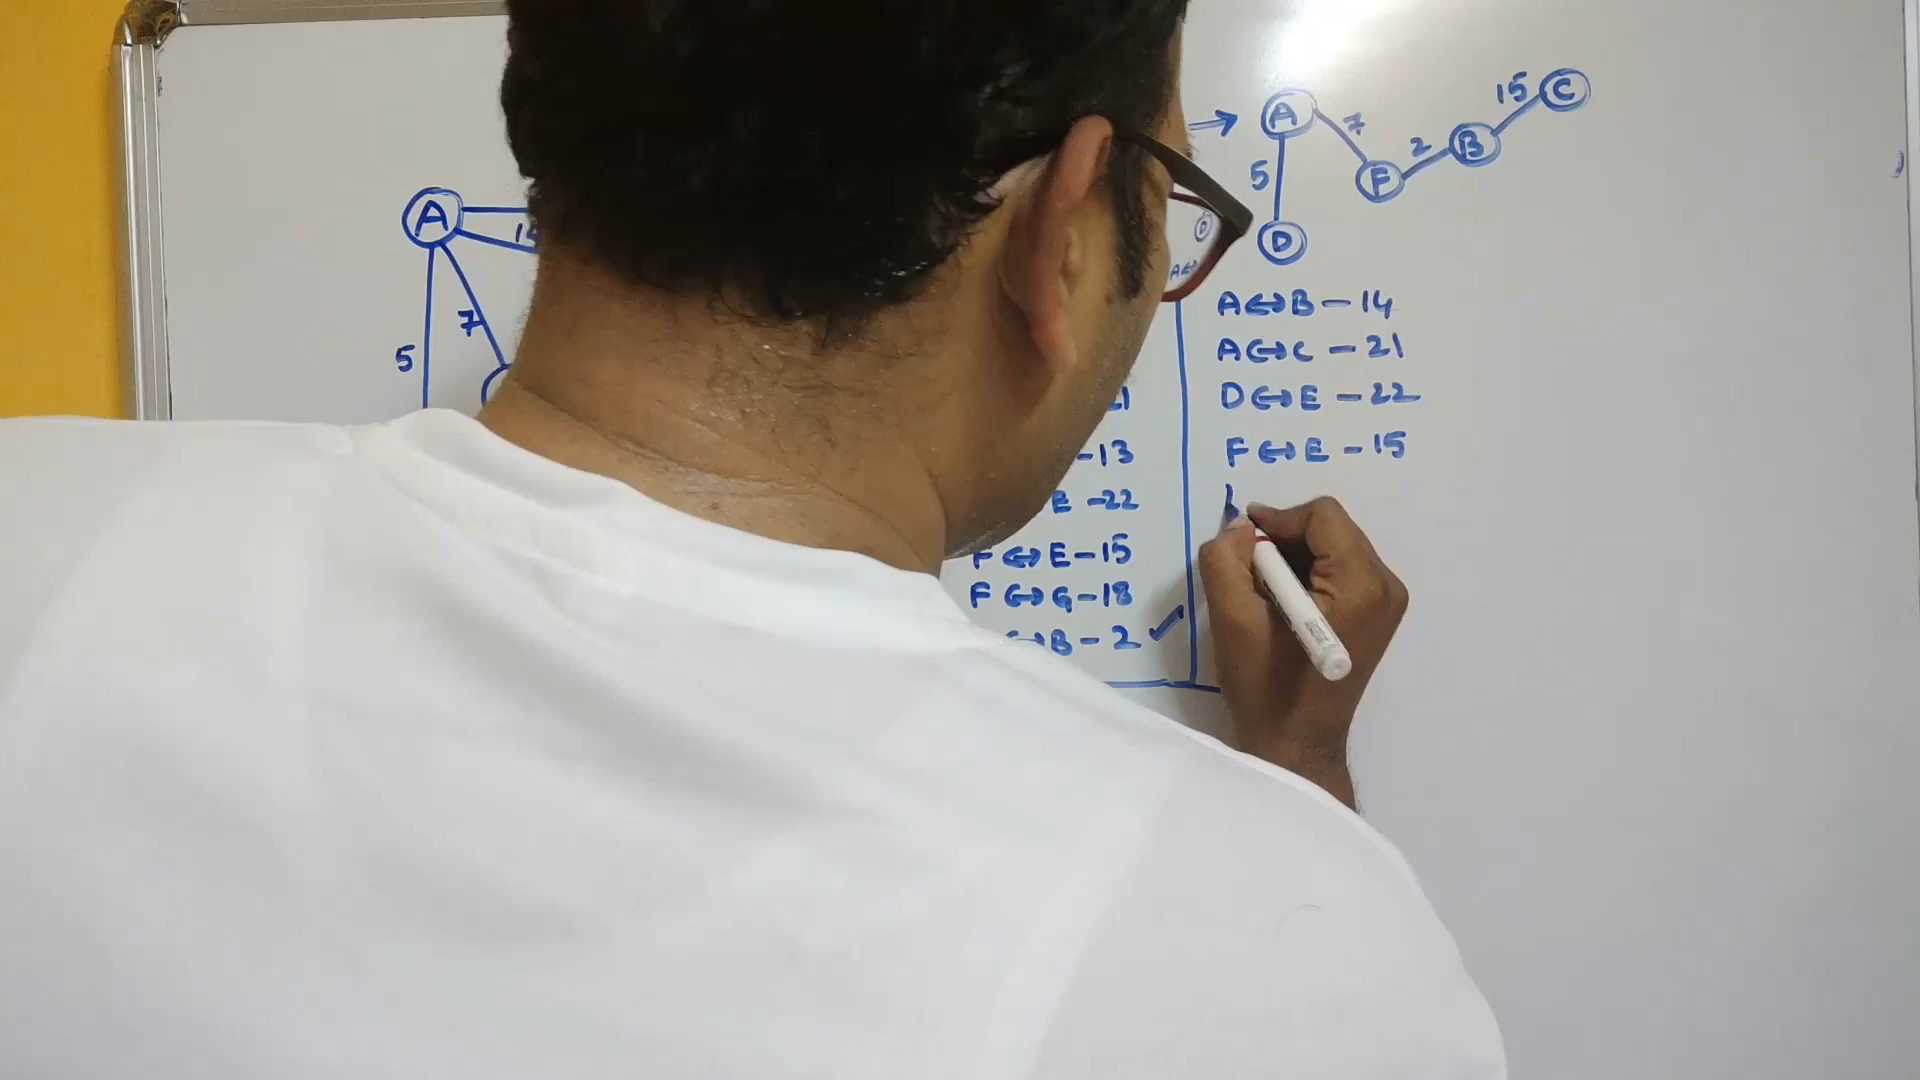 A
5
7
-13
E -22
F ↔ E - 15
F ↔ G - 18
↔ B - 2 ✓
→ A 7 F 2 B 15 C
5
D
A ↔ B - 14
A ↔ C - 21
D ↔ E - 22
F ↔ E - 15